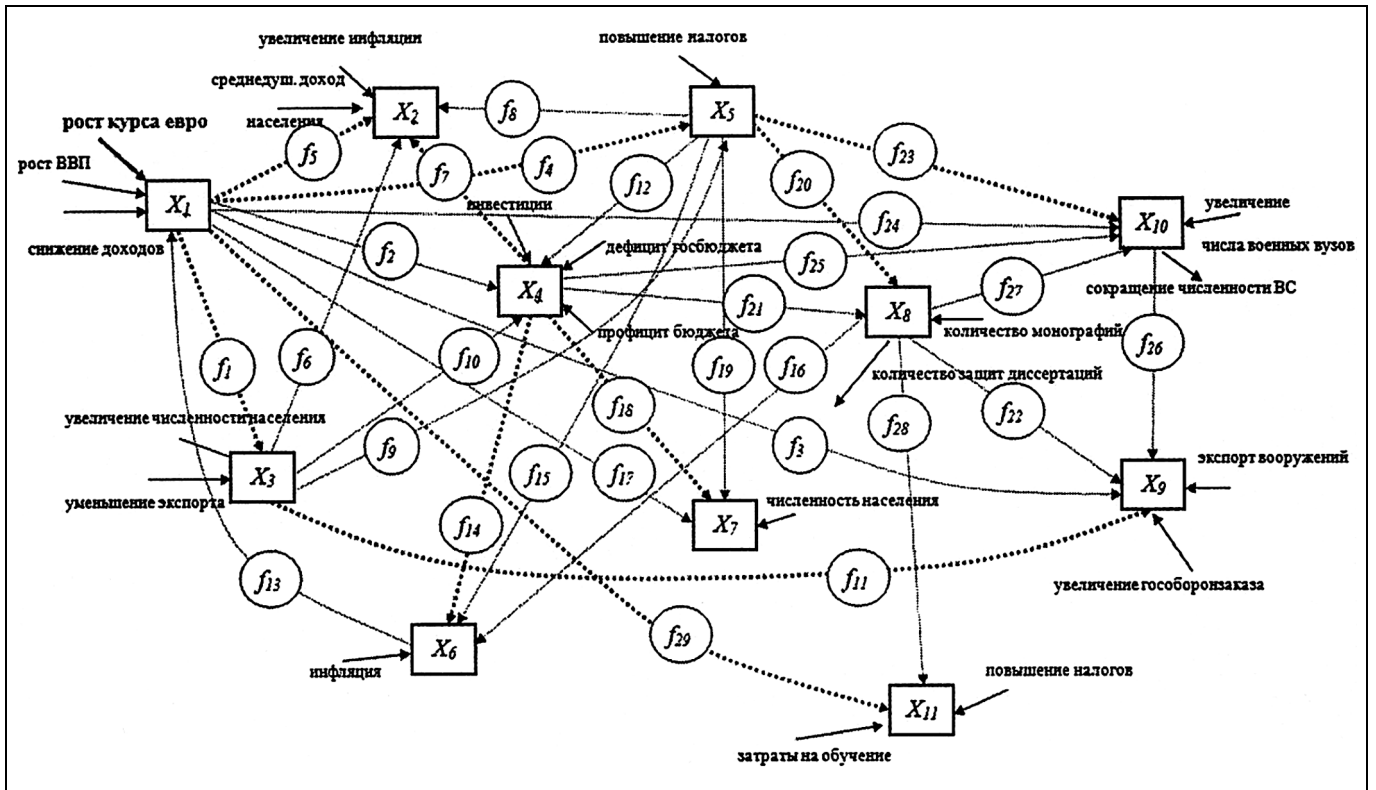 увеличение инфляции
повышение налогов
среднедуш. доход
населения
рост курса евро
рост ВВП
снижение доходов
X1
X2
X5
f8
f5
f7
f4
f12
f23
f20
инвестиции
f2
дефицит госбюджета
X4
f24
f25
X10
увеличение
числа военных вузов
сокращение численности ВС
f21
X8
f27
количество монографий
профицит бюджета
f26
f1
f6
f10
f19
f16
количество защит диссертаций
увеличение численности населения
f9
f18
f28
f22
f3
X3
уменьшение экспорта
f15
f17
экспорт вооружений
X9
численность населения
X7
f14
f13
f11
увеличение гособоронзаказа
инфляция
X6
f29
повышение налогов
X11
затраты на обучение